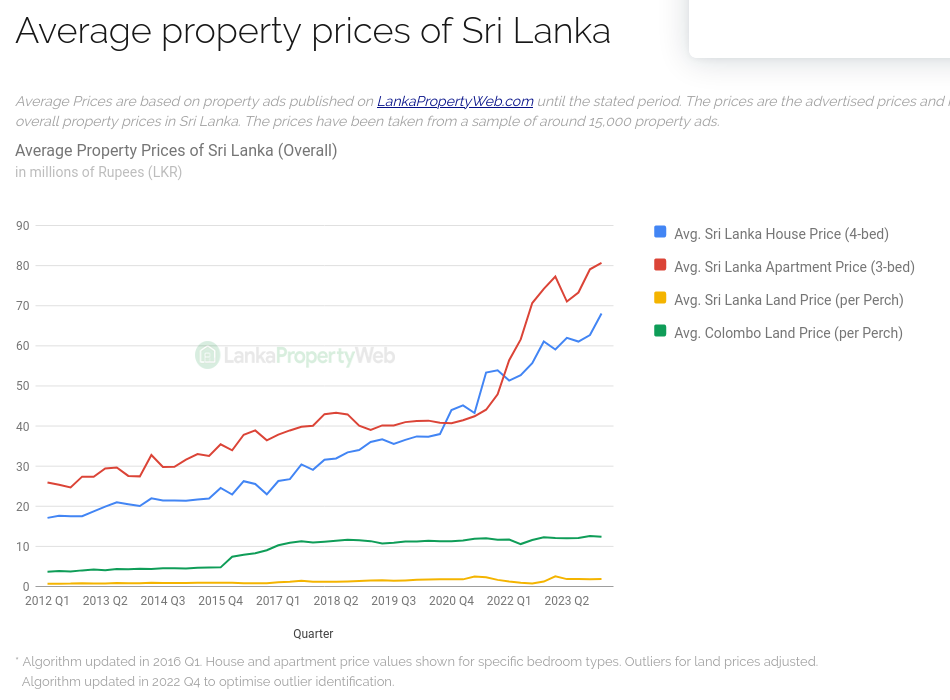 Average property prices of Sri Lanka
Average Prices are based on property ads published on LankaPropertyWeb.com until the stated period. The prices are the advertised prices and
overall property prices in Sri Lanka. The prices have been taken from a sample of around 15,000 property ads.
Average Property Prices of Sri Lanka (Overall)
in millions of Rupees (LKR)
90
80
70
60
50
40
30
20
10
0
LankaPropertyWeb
Avg. Sri Lanka House Price (4-bed)
Avg. Sri Lanka Apartment Price (3-bed)
Avg. Sri Lanka Land Price (per Perch)
Avg. Colombo Land Price (per Perch)
2012 Q1 2013 Q2 2014 Q3 2015 Q4 2017 Q1 2018 Q2 2019 Q3 2020 Q4 2022 Q1 2023 Q2
Quarter
* Algorithm updated in 2016 Q1. House and apartment price values shown for specific bedroom types. Outliers for land prices adjusted.
Algorithm updated in 2022 Q4 to optimise outlier identification.